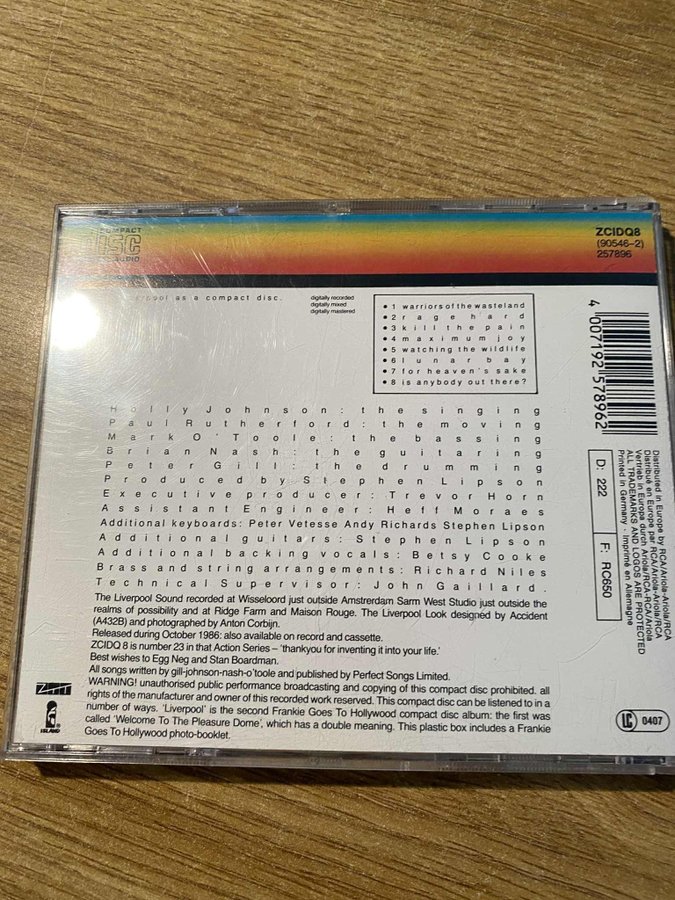 COMPACT
DISC
AUDIO
ZCIDQ8
(90546-2)
257896
as a compact disc.
digitally recorded
digitally mixed
digitally mastered
• 1 warriors of the wasteland
• 2 rage hard
• 3 kill the pain
• 4 maximum joy
• 5 watching the wildlife
• 6 lunar bay
• 7 for heaven's sake
• 8 is anybody out there?
4 007192 578962
Holly Johnson: the singing
Paul Rutherford: the moving
Mark O'Toole: the bassing
Brian Nash: the guitaring
Peter Gill: the drumming
Produced by Stephen Lipson
Executive producer: Trevor Horn
Assistant Engineer: Heff Moraes
Additional keyboards: Peter Vetesse Andy Richards Stephen Lipson
Additional guitars: Stephen Lipson
Additional backing vocals: Betsy Cooke
Brass and string arrangements: Richard Niles
Technical Supervisor: John Gaillard.
The Liverpool Sound recorded at Wisseloord just outside Amstrerdam Sarm West Studio just outside the
realms of possibility and at Ridge Farm and Maison Rouge. The Liverpool Look designed by Accident
(A432B) and photographed by Anton Corbijn.
Released during October 1986: also available on record and cassette.
ZCIDQ 8 is number 23 in that Action Series – 'thankyou for inventing it into your life.'
Best wishes to Egg Neg and Stan Boardman.
All songs written by gill-johnson-nash-o'toole and published by Perfect Songs Limited.
WARNING! unauthorised public performance broadcasting and copying of this compact disc prohibited. all
rights of the manufacturer and owner of this recorded work reserved. This compact disc can be listened to in a
number of ways. 'Liverpool' is the second Frankie Goes To Hollywood compact disc album: the first was
called 'Welcome To The Pleasure Dome', which has a double meaning. This plastic box includes a Frankie
Goes To Hollywood photo-booklet.
D: 222
F: RC650
Distributed in Europe by RCA/Ariola-Ariola/RCA
Distribué en Europe par RCA/Ariola-Ariola/RCA
Vertrieb in Europa durch Ariola/RCA-RCA/Ariola
ALL TRADEMARKS AND LOGOS ARE PROTECTED
Printed in Germany - Imprimé en Allemagne
ZTT
ISLAND
LC 0407